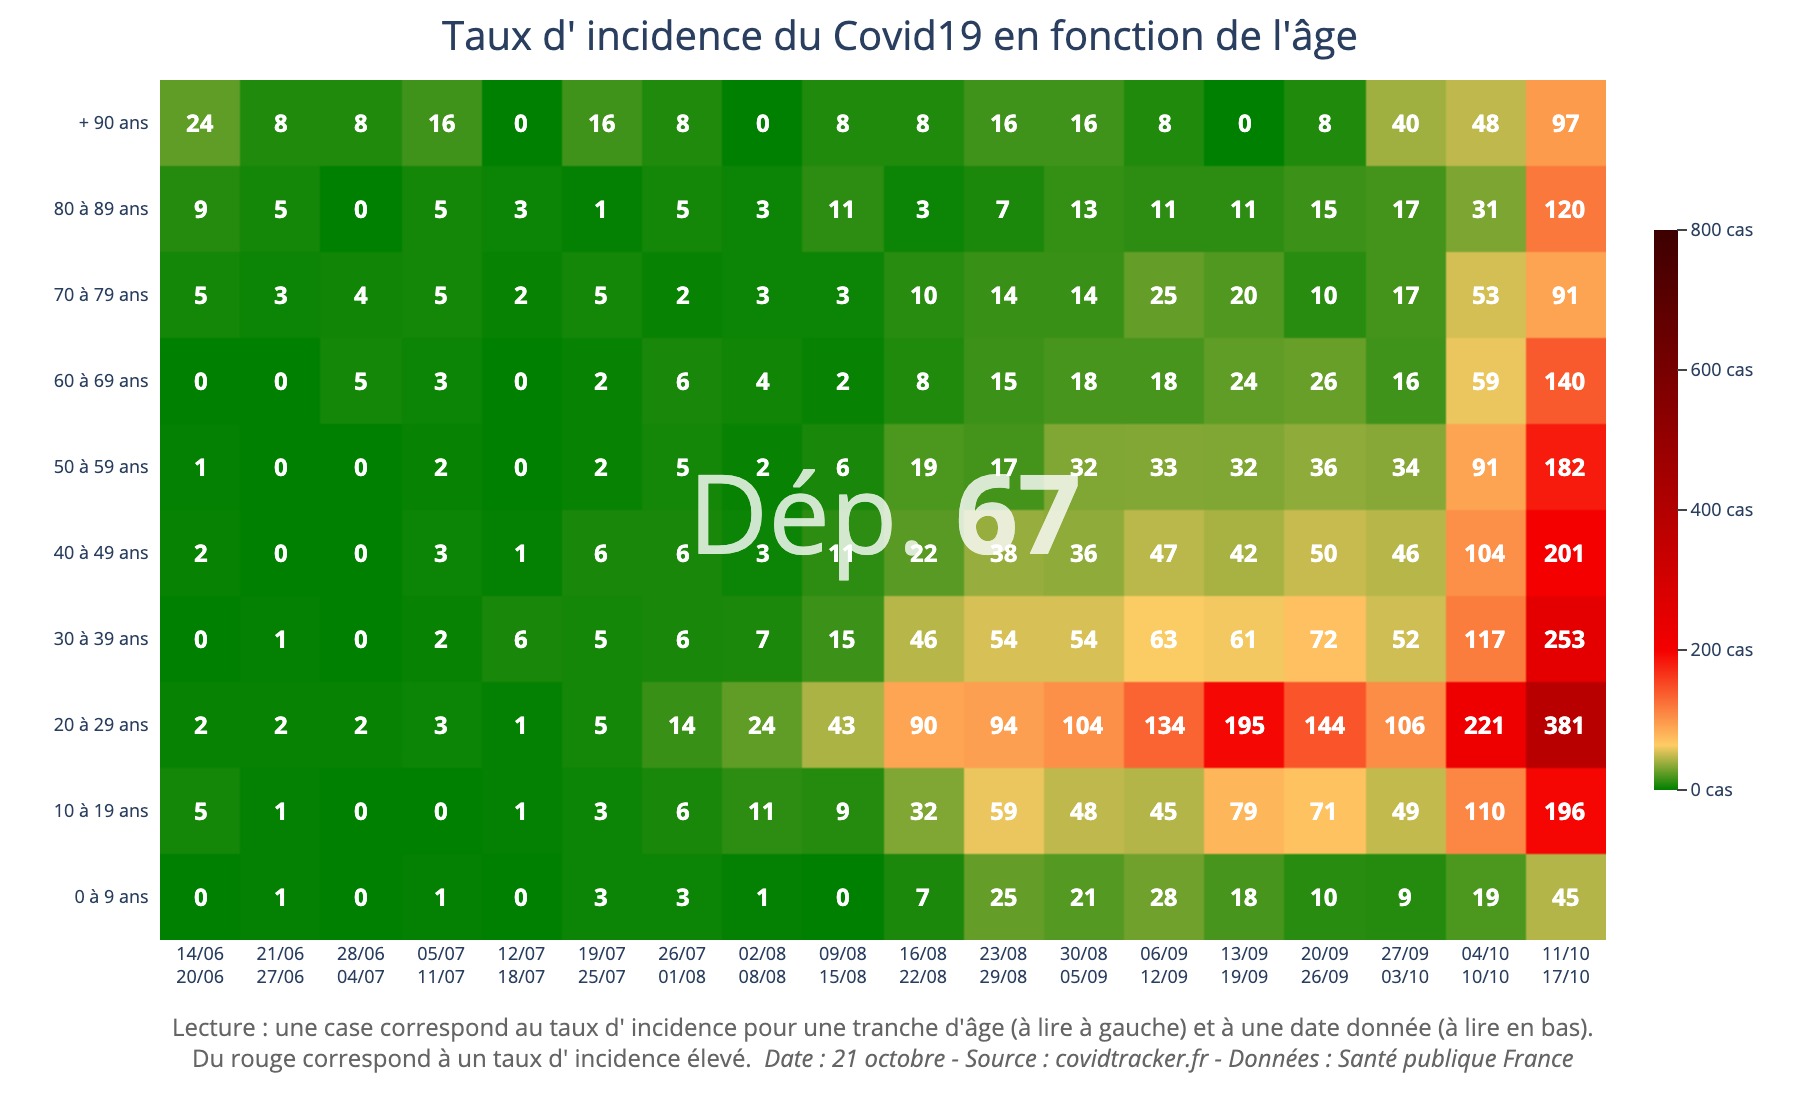 Taux d' incidence du Covid19 en fonction de l'âge
+ 90 ans 24 8 8 16 0 16 8 0 8 8 16 16 8 0 8 40 48 97
80 à 89 ans 9 5 0 5 3 1 5 3 11 3 7 13 11 11 15 17 31 120
70 à 79 ans 5 3 4 5 2 5 2 3 3 10 14 14 25 20 10 17 53 91
60 à 69 ans 0 0 5 3 0 2 6 4 2 8 15 18 18 24 26 16 59 140
50 à 59 ans 1 0 0 2 0 2 5 2 6 19 17 32 33 32 36 34 91 182
Dép. 67
40 à 49 ans 2 0 0 3 1 6 6 3 11 22 38 36 47 42 50 46 104 201
30 à 39 ans 0 1 0 2 6 5 6 7 15 46 54 54 63 61 72 52 117 253
20 à 29 ans 2 2 2 3 1 5 14 24 43 90 94 104 134 195 144 106 221 381
10 à 19 ans 5 1 0 0 1 3 6 11 9 32 59 48 45 79 71 49 110 196
0 à 9 ans 0 1 0 1 0 3 3 1 0 7 25 21 28 18 10 9 19 45
14/06 21/06 28/06 05/07 12/07 19/07 26/07 02/08 09/08 16/08 23/08 30/08 06/09 13/09 20/09 27/09 04/10 11/10
20/06 27/06 04/07 11/07 18/07 25/07 01/08 08/08 15/08 22/08 29/08 05/09 12/09 19/09 26/09 03/10 10/10 17/10
800 cas
600 cas
400 cas
200 cas
0 cas
Lecture : une case correspond au taux d' incidence pour une tranche d'âge (à lire à gauche) et à une date donnée (à lire en bas).
Du rouge correspond à un taux d' incidence élevé. Date : 21 octobre - Source : covidtracker.fr - Données : Santé publique France